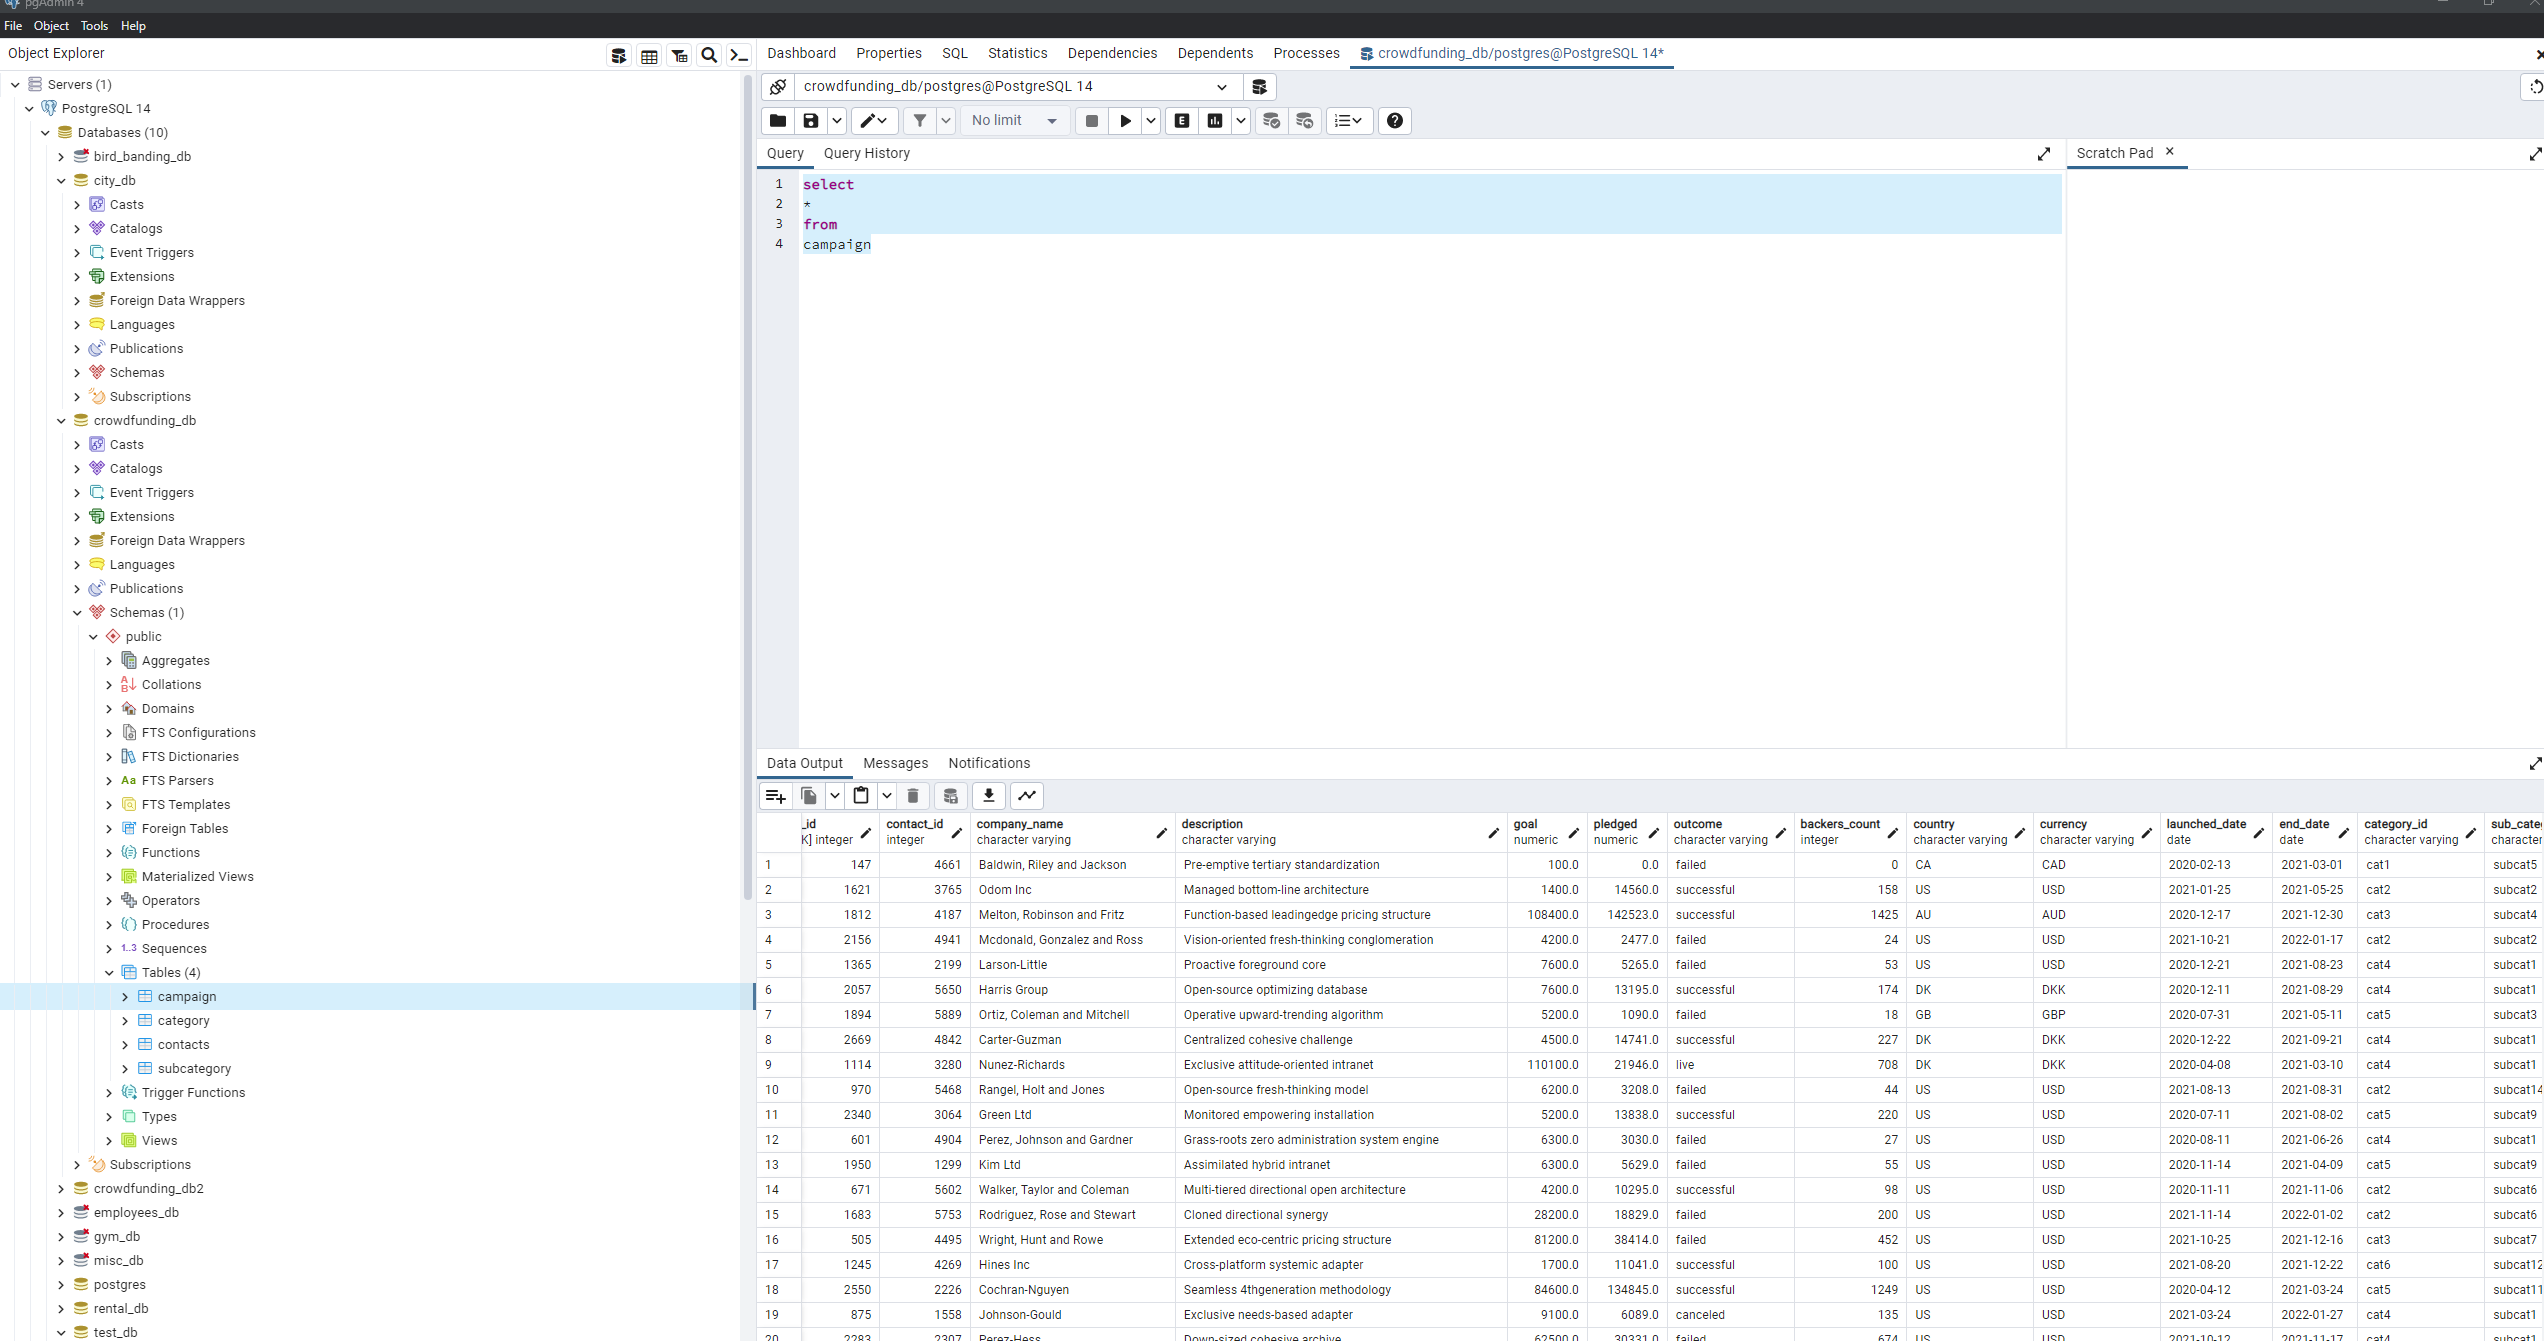 pgAdmin 4
File Object Tools Help
Object Explorer
Servers (1)
PostgreSQL 14
Databases (10)
bird_banding_db
city_db
Casts
Catalogs
Event Triggers
Extensions
Foreign Data Wrappers
Languages
Publications
Schemas
Subscriptions
crowdfunding_db
Casts
Catalogs
Event Triggers
Extensions
Foreign Data Wrappers
Languages
Publications
Schemas (1)
public
Aggregates
Collations
Domains
FTS Configurations
FTS Dictionaries
Aa FTS Parsers
FTS Templates
Foreign Tables
Functions
Materialized Views
Operators
Procedures
1..3 Sequences
Tables (4)
campaign
category
contacts
subcategory
Trigger Functions
Types
Views
Subscriptions
crowdfunding_db2
employees_db
gym_db
misc_db
postgres
rental_db
test_db
Dashboard Properties SQL Statistics Dependencies Dependents Processes crowdfunding_db/postgres@PostgreSQL 14*
crowdfunding_db/postgres@PostgreSQL 14
No limit
Query Query History
Scratch Pad
1 select
2 *
3 from
4 campaign
Data Output Messages Notifications
_id contact_id company_name description goal pledged outcome backers_count country currency launched_date end_date category_id sub_cate
K] integer integer character varying character varying numeric numeric character varying integer character varying character varying date date character varying character
1 147 4661 Baldwin, Riley and Jackson Pre-emptive tertiary standardization 100.0 0.0 failed 0 CA CAD 2020-02-13 2021-03-01 cat1 subcat5
2 1621 3765 Odom Inc Managed bottom-line architecture 1400.0 14560.0 successful 158 US USD 2021-01-25 2021-05-25 cat2 subcat2
3 1812 4187 Melton, Robinson and Fritz Function-based leadingedge pricing structure 108400.0 142523.0 successful 1425 AU AUD 2020-12-17 2021-12-30 cat3 subcat4
4 2156 4941 Mcdonald, Gonzalez and Ross Vision-oriented fresh-thinking conglomeration 4200.0 2477.0 failed 24 US USD 2021-10-21 2022-01-17 cat2 subcat2
5 1365 2199 Larson-Little Proactive foreground core 7600.0 5265.0 failed 53 US USD 2020-12-21 2021-08-23 cat4 subcat1
6 2057 5650 Harris Group Open-source optimizing database 7600.0 13195.0 successful 174 DK DKK 2020-12-11 2021-08-29 cat4 subcat1
7 1894 5889 Ortiz, Coleman and Mitchell Operative upward-trending algorithm 5200.0 1090.0 failed 18 GB GBP 2020-07-31 2021-05-11 cat5 subcat3
8 2669 4842 Carter-Guzman Centralized cohesive challenge 4500.0 14741.0 successful 227 DK DKK 2020-12-22 2021-09-21 cat4 subcat1
9 1114 3280 Nunez-Richards Exclusive attitude-oriented intranet 110100.0 21946.0 live 708 DK DKK 2020-04-08 2021-03-10 cat4 subcat1
10 970 5468 Rangel, Holt and Jones Open-source fresh-thinking model 6200.0 3208.0 failed 44 US USD 2021-08-13 2021-08-31 cat2 subcat14
11 2340 3064 Green Ltd Monitored empowering installation 5200.0 13838.0 successful 220 US USD 2020-07-11 2021-08-02 cat5 subcat9
12 601 4904 Perez, Johnson and Gardner Grass-roots zero administration system engine 6300.0 3030.0 failed 27 US USD 2020-08-11 2021-06-26 cat4 subcat1
13 1950 1299 Kim Ltd Assimilated hybrid intranet 6300.0 5629.0 failed 55 US USD 2020-11-14 2021-04-09 cat5 subcat9
14 671 5602 Walker, Taylor and Coleman Multi-tiered directional open architecture 4200.0 10295.0 successful 98 US USD 2020-11-11 2021-11-06 cat2 subcat6
15 1683 5753 Rodriguez, Rose and Stewart Cloned directional synergy 28200.0 18829.0 failed 200 US USD 2021-11-14 2022-01-02 cat2 subcat6
16 505 4495 Wright, Hunt and Rowe Extended eco-centric pricing structure 81200.0 38414.0 failed 452 US USD 2021-10-25 2021-12-16 cat3 subcat7
17 1245 4269 Hines Inc Cross-platform systemic adapter 1700.0 11041.0 successful 100 US USD 2021-08-20 2021-12-22 cat6 subcat12
18 2550 2226 Cochran-Nguyen Seamless 4thgeneration methodology 84600.0 134845.0 successful 1249 US USD 2020-04-12 2021-03-24 cat5 subcat11
19 875 1558 Johnson-Gould Exclusive needs-based adapter 9100.0 6089.0 canceled 135 US USD 2021-03-24 2022-01-27 cat4 subcat1
20 2283 2307 Perez-Hess Down-sized cohesive archive 62500.0 30331.0 failed 674 US USD 2021-10-12 2021-11-17 cat4 subcat1